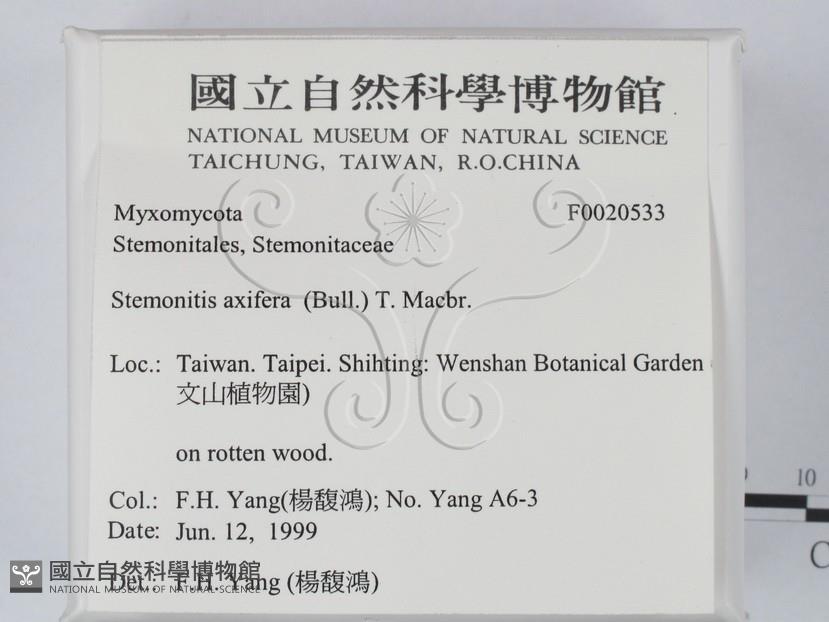 國立自然科學博物館
NATIONAL MUSEUM OF NATURAL SCIENCE
TAICHUNG, TAIWAN, R.O.CHINA
Myxomycota F0020533
Stemonitales, Stemonitaceae
Stemonitis axifera (Bull.) T. Macbr.
Loc.: Taiwan. Taipei. Shihting: Wenshan Botanical Garden (
文山植物園)
on rotten wood.
Col.: F.H. Yang(楊馥鴻); No. Yang A6-3
Date: Jun. 12, 1999
Det.: F.H. Yang (楊馥鴻)
國立自然科學博物館
NATIONAL MUSEUM OF NATURAL SCIENCE
10